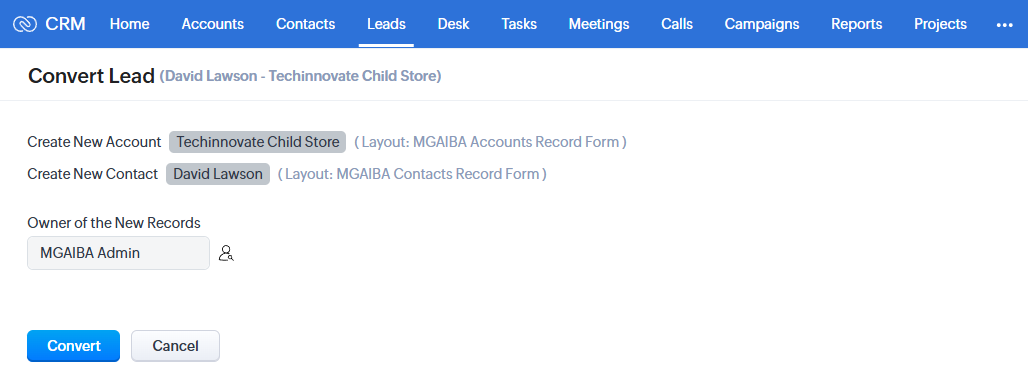 CRM Home Accounts Contacts Leads Desk Tasks Meetings Calls Campaigns Reports Projects ...
Convert Lead (David Lawson - Techinnovate Child Store)
Create New Account Techinnovate Child Store ( Layout: MGAIBA Accounts Record Form )
Create New Contact David Lawson ( Layout: MGAIBA Contacts Record Form )
Owner of the New Records
MGAIBA Admin
Convert Cancel